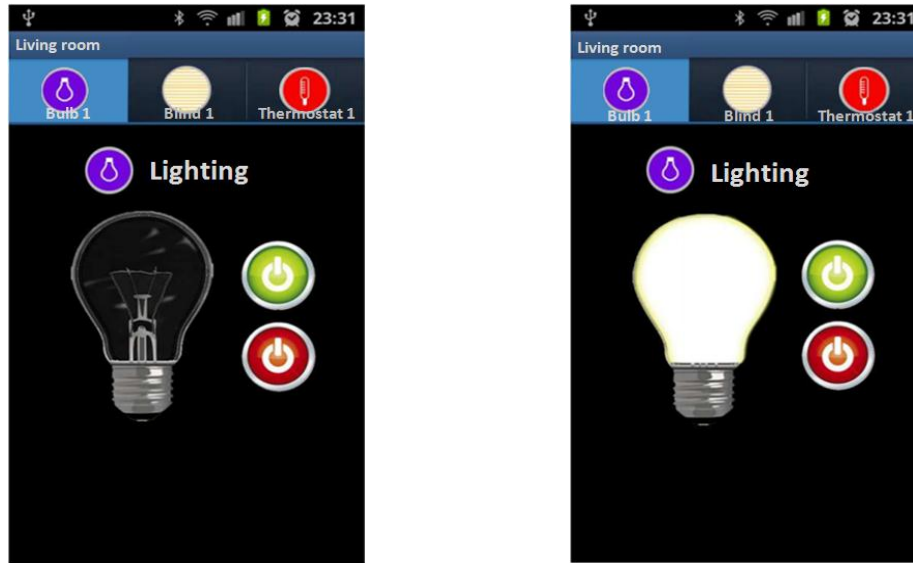 23:31
Living room
Bulb 1 Blind 1 Thermostat 1
Lighting
23:31
Living room
Bulb 1 Blind 1 Thermostat 1
Lighting